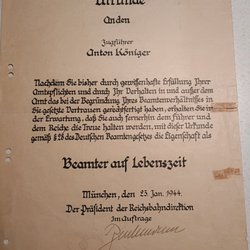 Urkunde
An den
Zugführer
Anton Königer
Nachdem Sie bisher durch gewissenhafte Erfüllung Ihrer
Amtspflichten und durch Ihr Verhalten in und außer dem
Amt das bei der Begründung Ihres Beamtenverhältnisses in
Sie gesetzte Vertrauen gerechtfertigt haben, erhalten Sie in
der Erwartung, daß Sie auch fernerhin dem Führer und
dem Reiche die Treue halten werden, mit dieser Urkunde
gemäß § 28 des Deutschen Beamtengesetzes die Eigenschaft als
Beamter auf Lebenszeit
München, den 23. Jan. 1944.
Der Präsident der Reichsbahndirektion
Im Auftrage